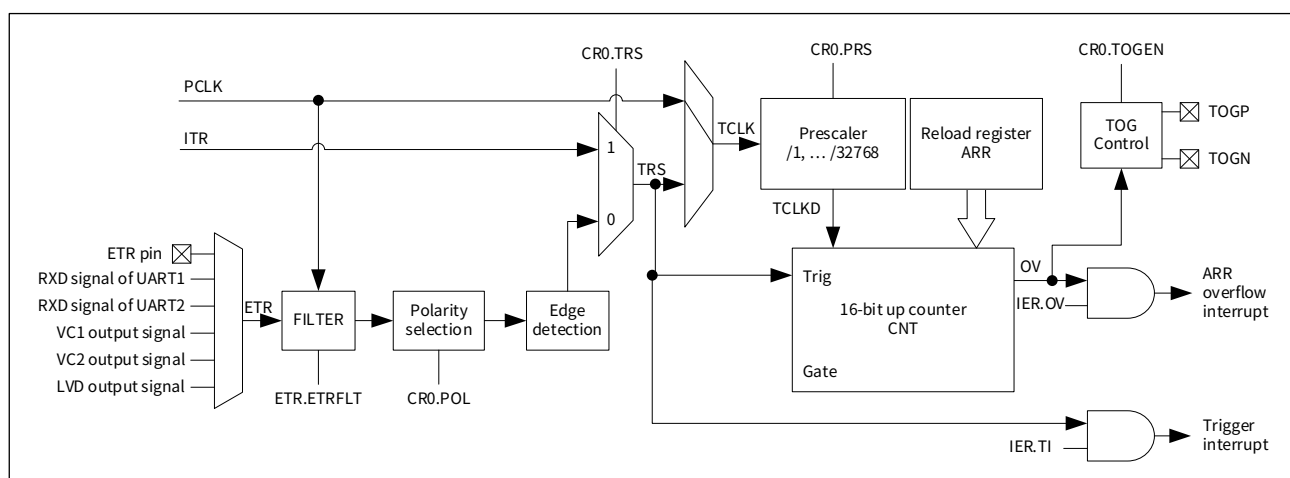 CR0.TRS
CR0.PRS
CR0.TOGEN
PCLK
ITR
1
0
TRS
TCLK
Prescaler
/1, … /32768
Reload register
ARR
TOG
Control
TOGP
TOGN
TCLKD
ETR pin
RXD signal of UART1
RXD signal of UART2
VC1 output signal
VC2 output signal
LVD output signal
ETR
FILTER
Polarity
selection
Edge
detection
ETR.ETRFLT
CR0.POL
Trig
16-bit up counter
CNT
Gate
OV
IER.OV
ARR
overflow
interrupt
IER.TI
Trigger
interrupt